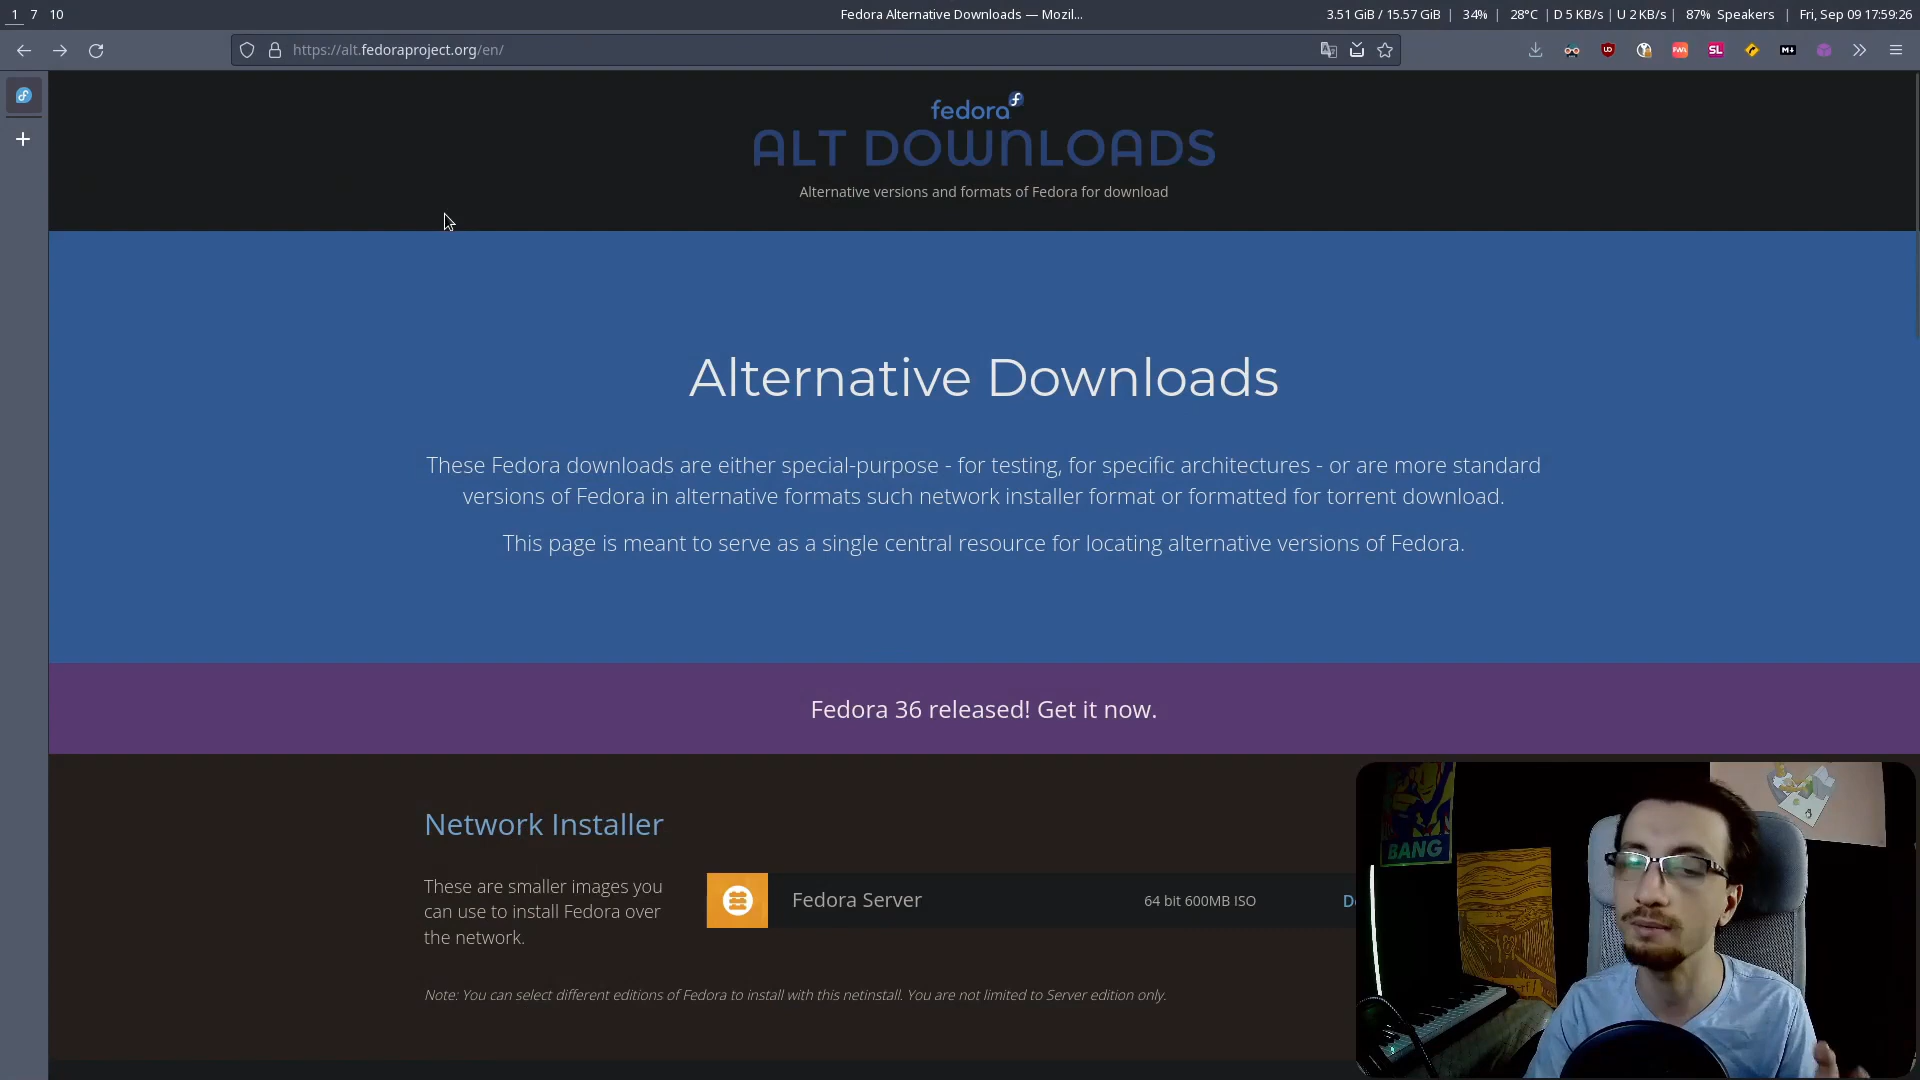 1 7 10
Fedora Alternative Downloads — Mozil...
3.51 GiB / 15.57 GiB | 34% | 28°C | D 5 KB/s | U 2 KB/s | 87% Speakers | Fri, Sep 09 17:59:26
https://alt.fedoraproject.org/en/
fedora
ALT DOWNLOADS
Alternative versions and formats of Fedora for download
Alternative Downloads
These Fedora downloads are either special-purpose - for testing, for specific architectures - or are more standard
versions of Fedora in alternative formats such network installer format or formatted for torrent download.
This page is meant to serve as a single central resource for locating alternative versions of Fedora.
Fedora 36 released! Get it now.
Network Installer
These are smaller images you
can use to install Fedora over
the network.
Fedora Server
64 bit 600MB ISO
Note: You can select different editions of Fedora to install with this netinstall. You are not limited to Server edition only.
BANG